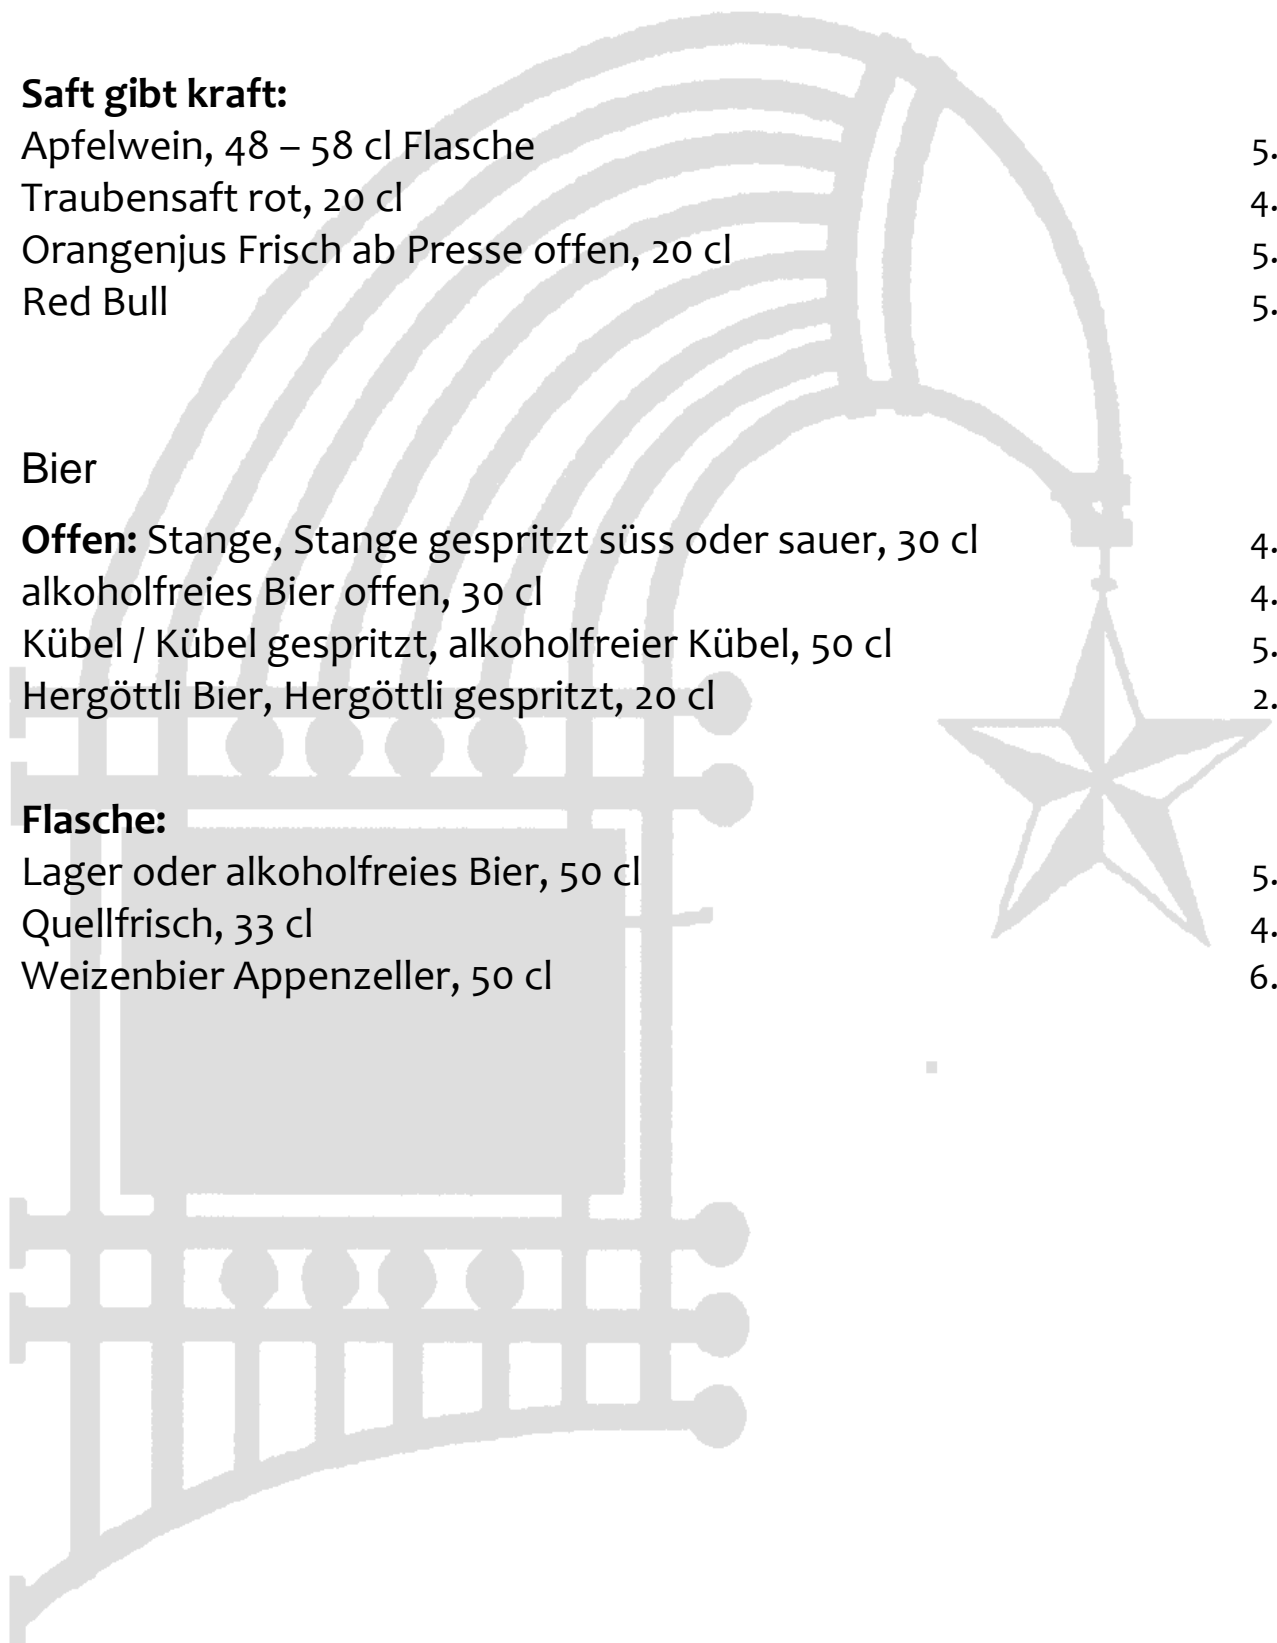 Saft gibt kraft:
Apfelwein, 48 – 58 cl Flasche 5.
Traubensaft rot, 20 cl 4.
Orangenjus Frisch ab Presse offen, 20 cl 5.
Red Bull 5.
Bier
Offen: Stange, Stange gespritzt süss oder sauer, 30 cl 4.
alkoholfreies Bier offen, 30 cl 4.
Kübel / Kübel gespritzt, alkoholfreier Kübel, 50 cl 5.
Hergöttli Bier, Hergöttli gespritzt, 20 cl 2.
Flasche:
Lager oder alkoholfreies Bier, 50 cl 5.
Quellfrisch, 33 cl 4.
Weizenbier Appenzeller, 50 cl 6.